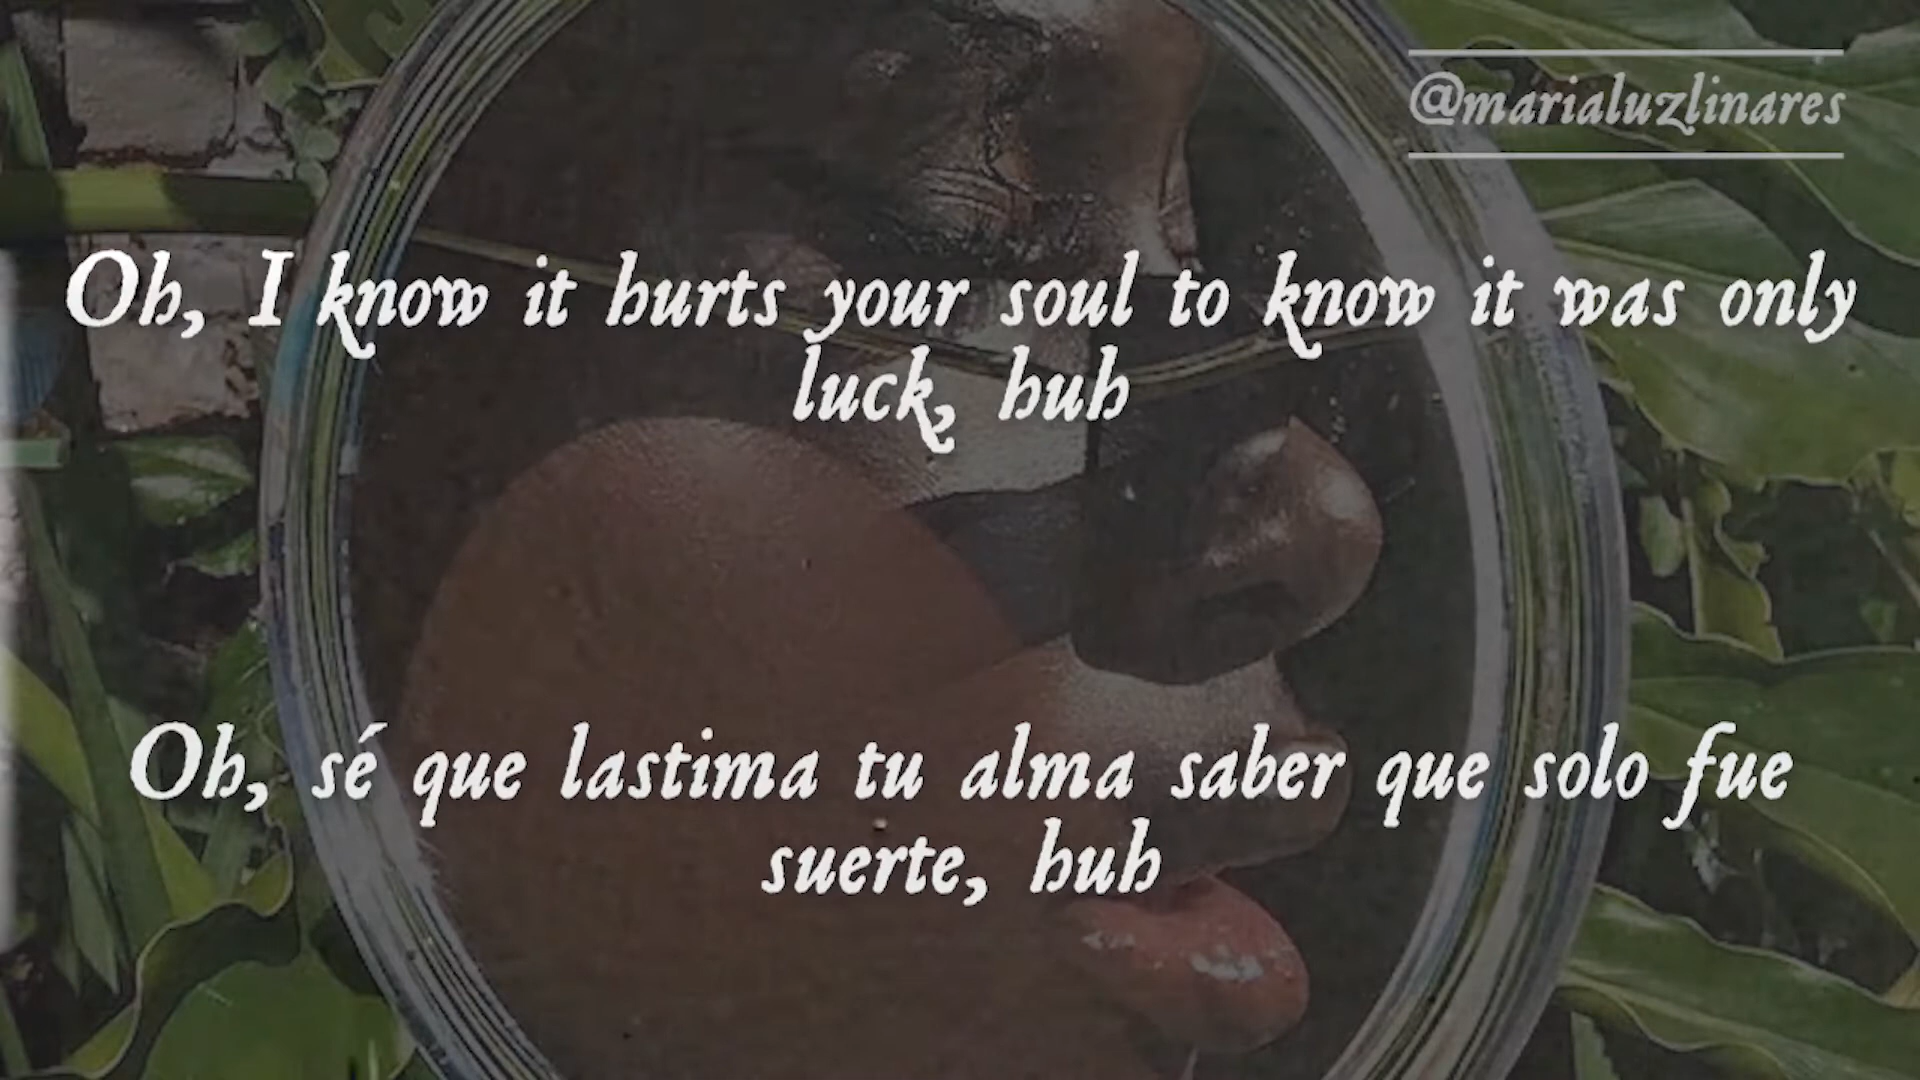 @marialuzlinares
Oh, I know it hurts your soul to know it was only
luck, huh
Oh, sé que lastima tu alma saber que solo fue
suerte, huh